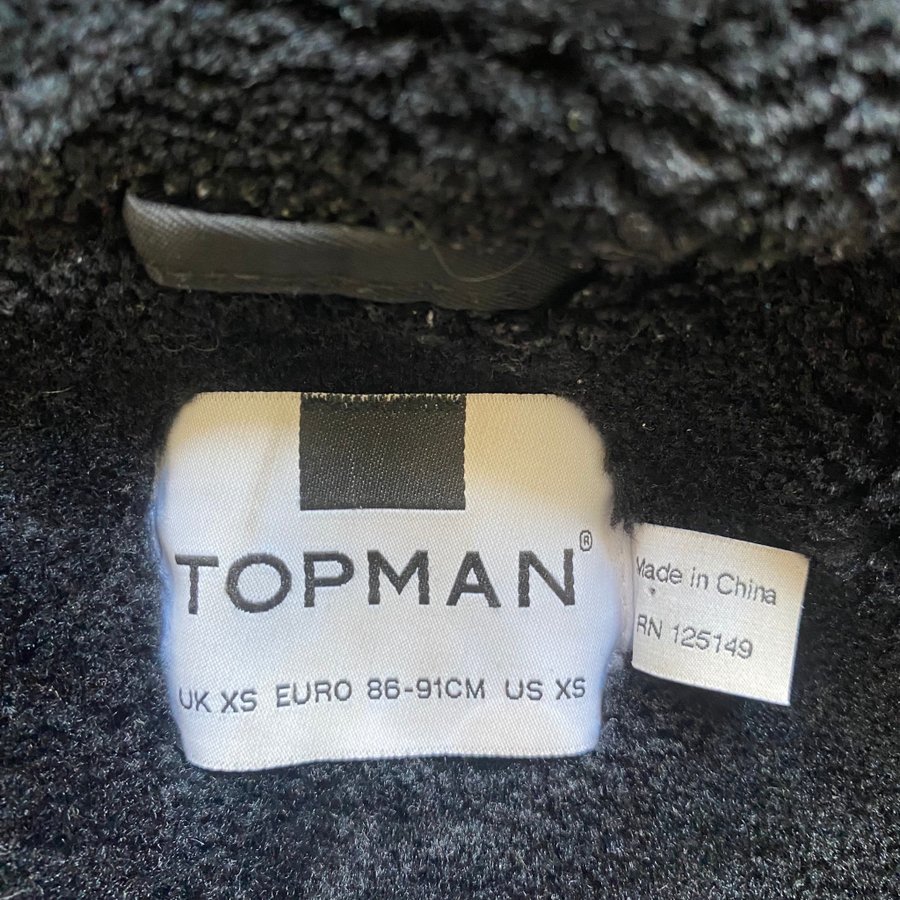 TOPMAN®
UK XS EURO 86-91CM US XS
Made in China
RN 125149